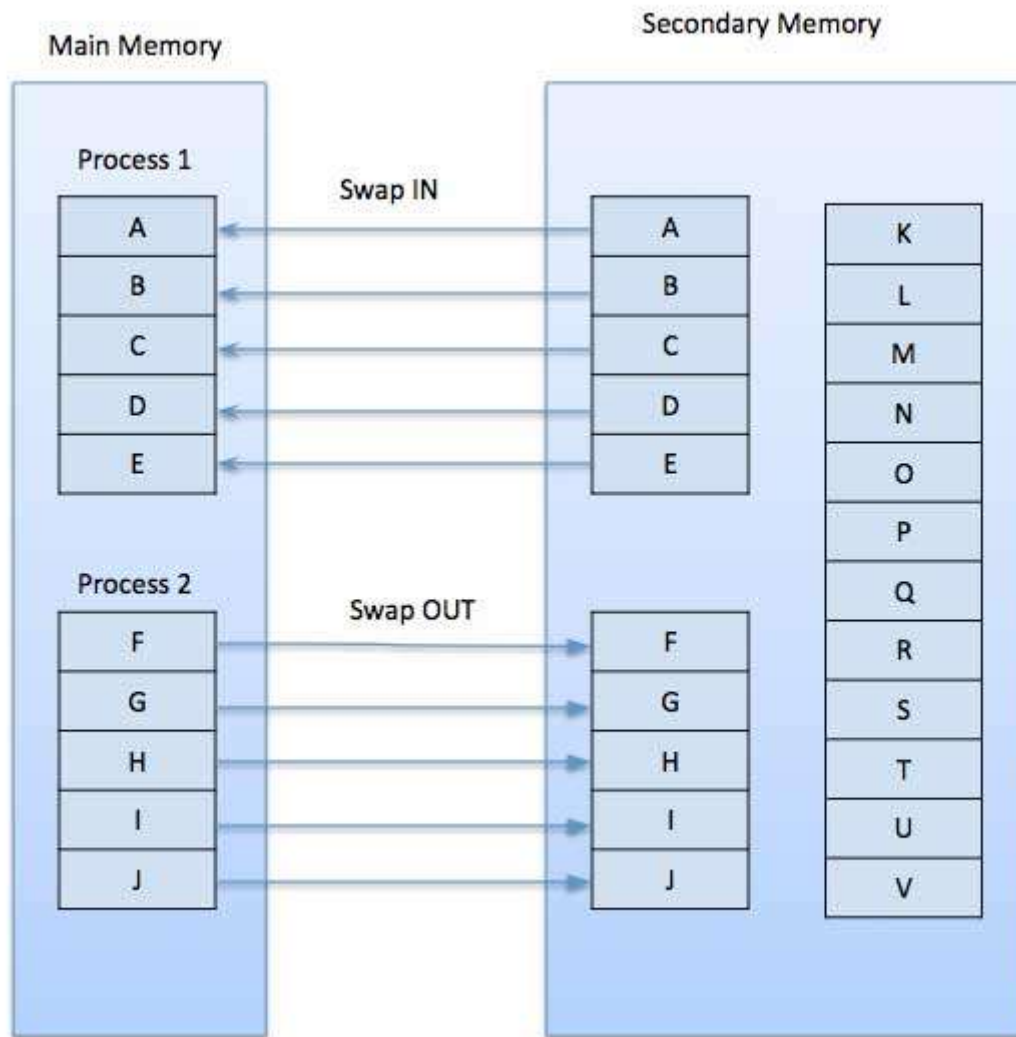 Main Memory
Secondary Memory
Process 1
Swap IN
A
B
C
D
E
A
B
C
D
E
Process 2
Swap OUT
F
G
H
I
J
F
G
H
I
J
K
L
M
N
O
P
Q
R
S
T
U
V